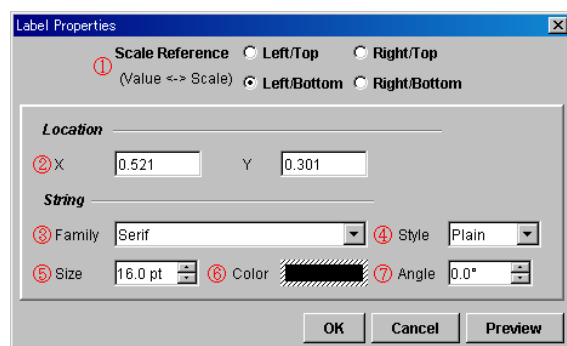 Label Properties
① Scale Reference Left/Top Right/Top
(Value <-> Scale) Left/Bottom Right/Bottom
Location
② X 0.521 Y 0.301
String
③ Family Serif ④ Style Plain
⑤ Size 16.0 pt ⑥ Color ⑦ Angle 0.0°
OK Cancel Preview